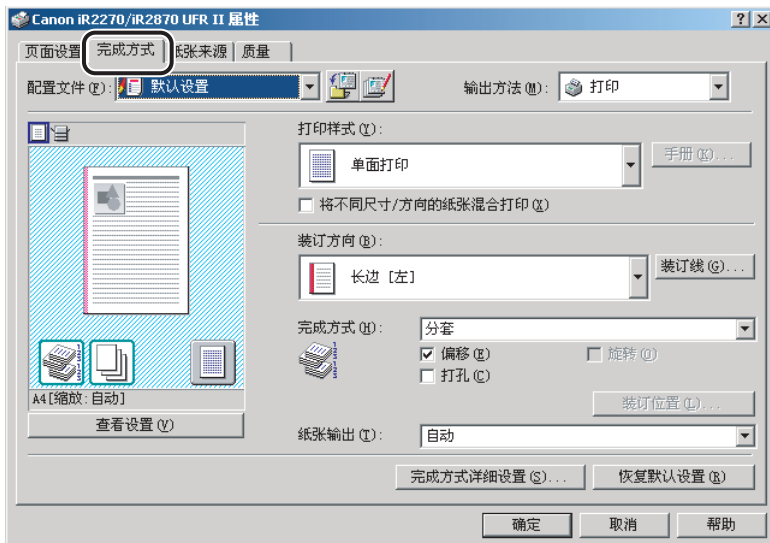 Canon iR2270/iR2870 UFR II 属性
页面设置 完成方式 纸张来源 质量
配置文件(F): 默认设置 输出方法(M): 打印
打印样式(Y):
单面打印 手册(K)...
将不同尺寸/方向的纸张混合打印(X)
装订方向(B):
长边 [左] 装订线(G)...
完成方式(H): 分套
偏移(E) 旋转(O)
打孔(C)
A4[缩放:自动] 装订位置(L)...
查看设置(V)
纸张输出(T): 自动
完成方式详细设置(S)... 恢复默认设置(R)
确定 取消 帮助